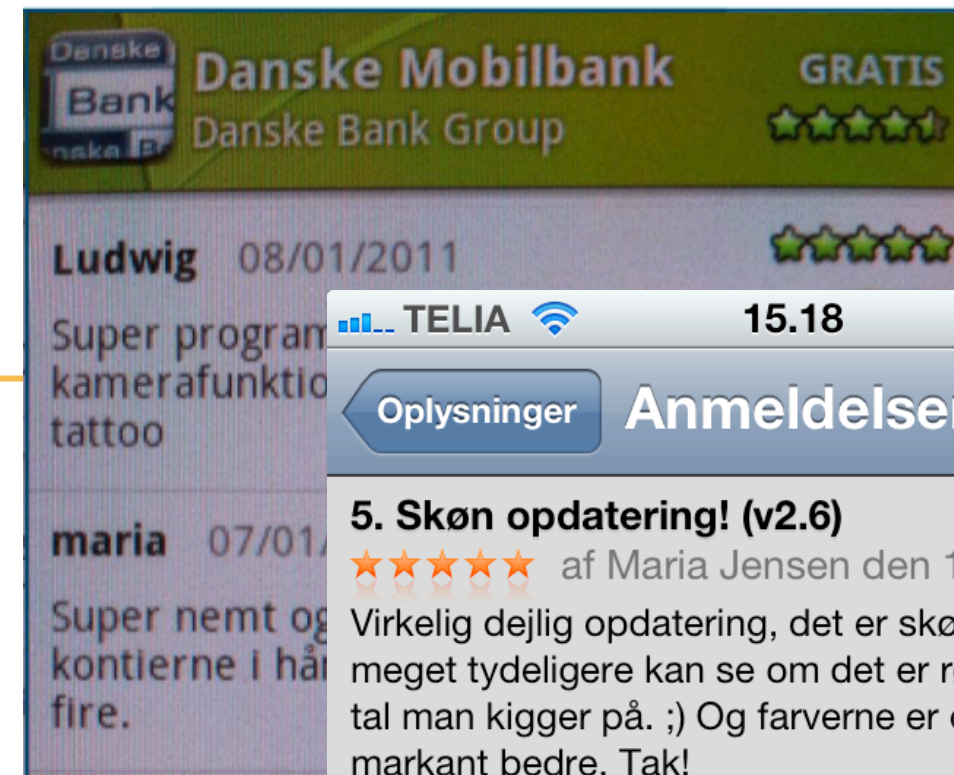 Danske
Bank
Danske Mobilbank
Danske Bank Group
GRATIS
Ludwig 08/01/2011
Super program
kamerafunktio
tattoo
maria 07/01/
Super nemt og
kontierne i hån
fire.
TELIA 15.18
Oplysninger Anmeldelser
5. Skøn opdatering! (v2.6)
af Maria Jensen den 1
Virkelig dejlig opdatering, det er skø
meget tydeligere kan se om det er r
tal man kigger på. ;) Og farverne er
markant bedre. Tak!